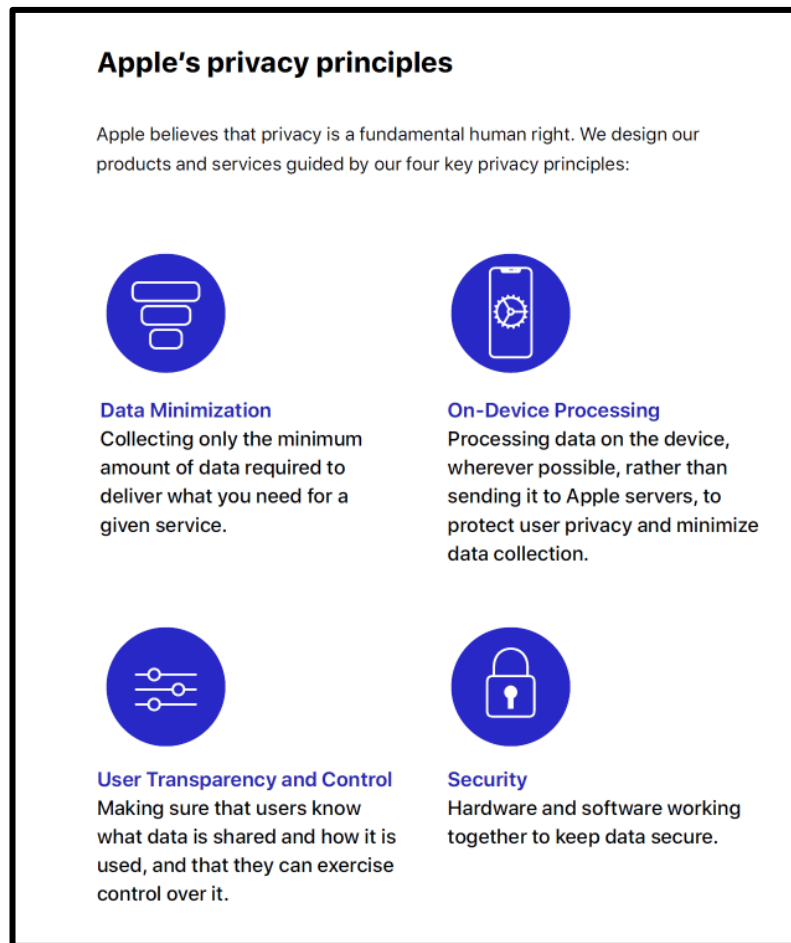 Apple’s privacy principles
Apple believes that privacy is a fundamental human right. We design our
products and services guided by our four key privacy principles:
Data Minimization
Collecting only the minimum
amount of data required to
deliver what you need for a
given service.
On-Device Processing
Processing data on the device,
wherever possible, rather than
sending it to Apple servers, to
protect user privacy and minimize
data collection.
User Transparency and Control
Making sure that users know
what data is shared and how it is
used, and that they can exercise
control over it.
Security
Hardware and software working
together to keep data secure.